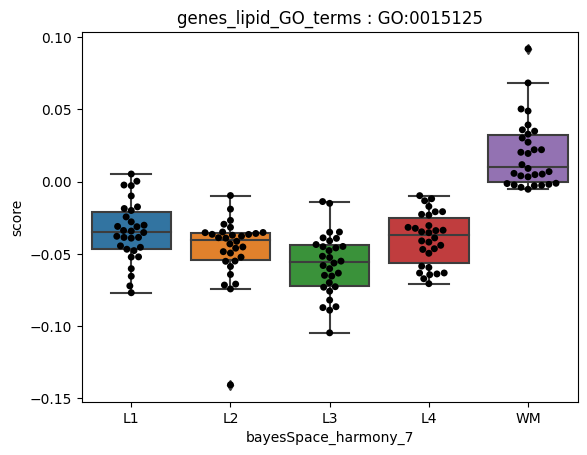 genes_lipid_GO_terms : GO:0015125
0.10
0.05
0.00
−0.05
−0.10
−0.15
score
L1 L2 L3 L4 WM
bayesSpace_harmony_7